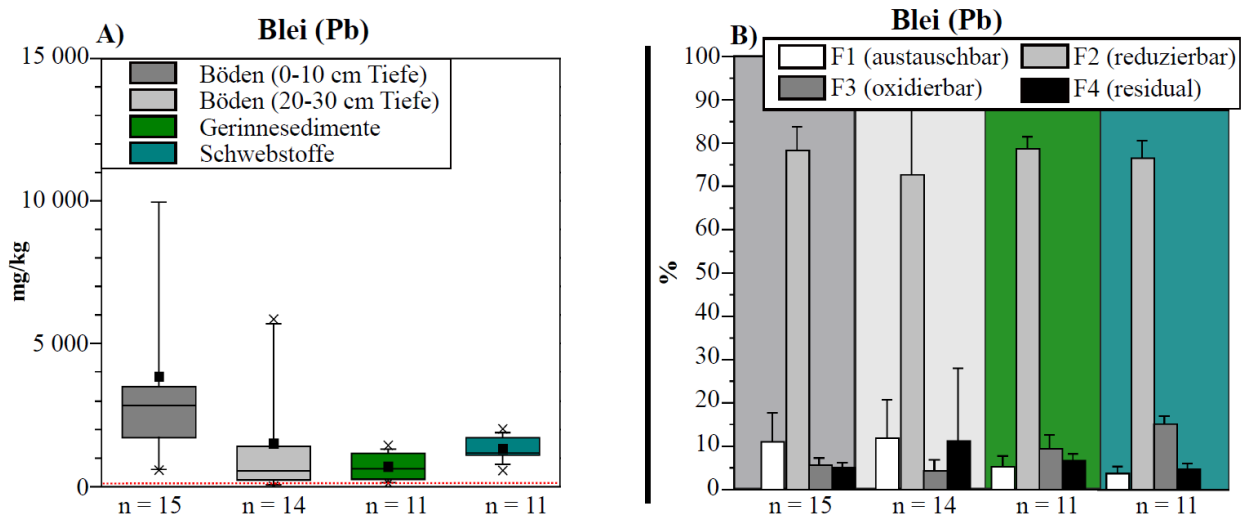 A)
Blei (Pb)
15 000
10 000
5 000
0
mg/kg
Böden (0-10 cm Tiefe)
Böden (20-30 cm Tiefe)
Gerinnesedimente
Schwebstoffe
n = 15 n = 14 n = 11 n = 11
B)
Blei (Pb)
F1 (austauschbar) F2 (reduzierbar)
F3 (oxidierbar) F4 (residual)
100
90
80
70
60
50
40
30
20
10
0
%
n = 15 n = 14 n = 11 n = 11